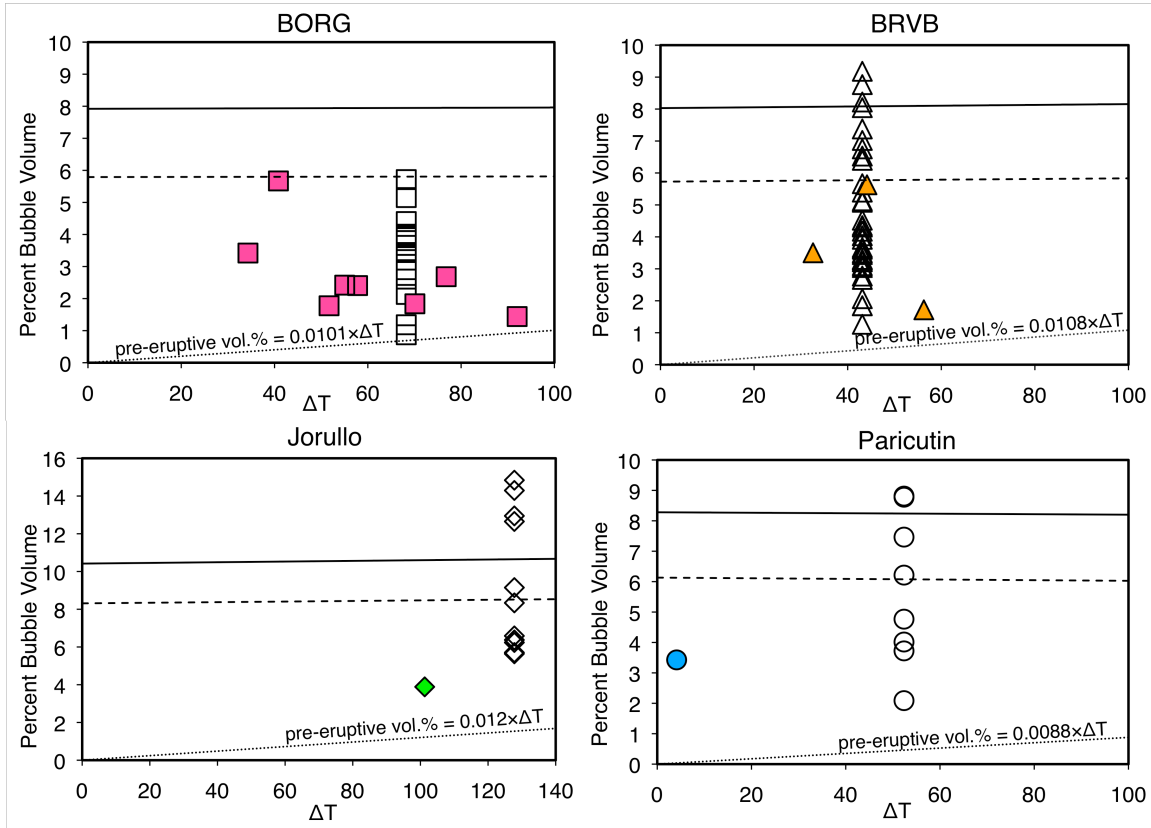 BORG
10
9
8
7
6
5
4
3
2
1
0
Percent Bubble Volume
pre-eruptive vol.% = 0.0101×ΔT
0 20 40 60 80 100
ΔT
BRVB
10
9
8
7
6
5
4
3
2
1
0
Percent Bubble Volume
pre-eruptive vol.% = 0.0108×ΔT
0 20 40 60 80 100
ΔT
Jorullo
16
14
12
10
8
6
4
2
0
Percent Bubble Volume
pre-eruptive vol.% = 0.012×ΔT
0 20 40 60 80 100 120 140
ΔT
Paricutin
10
9
8
7
6
5
4
3
2
1
0
Percent Bubble Volume
pre-eruptive vol.% = 0.0088×ΔT
0 20 40 60 80 100
ΔT